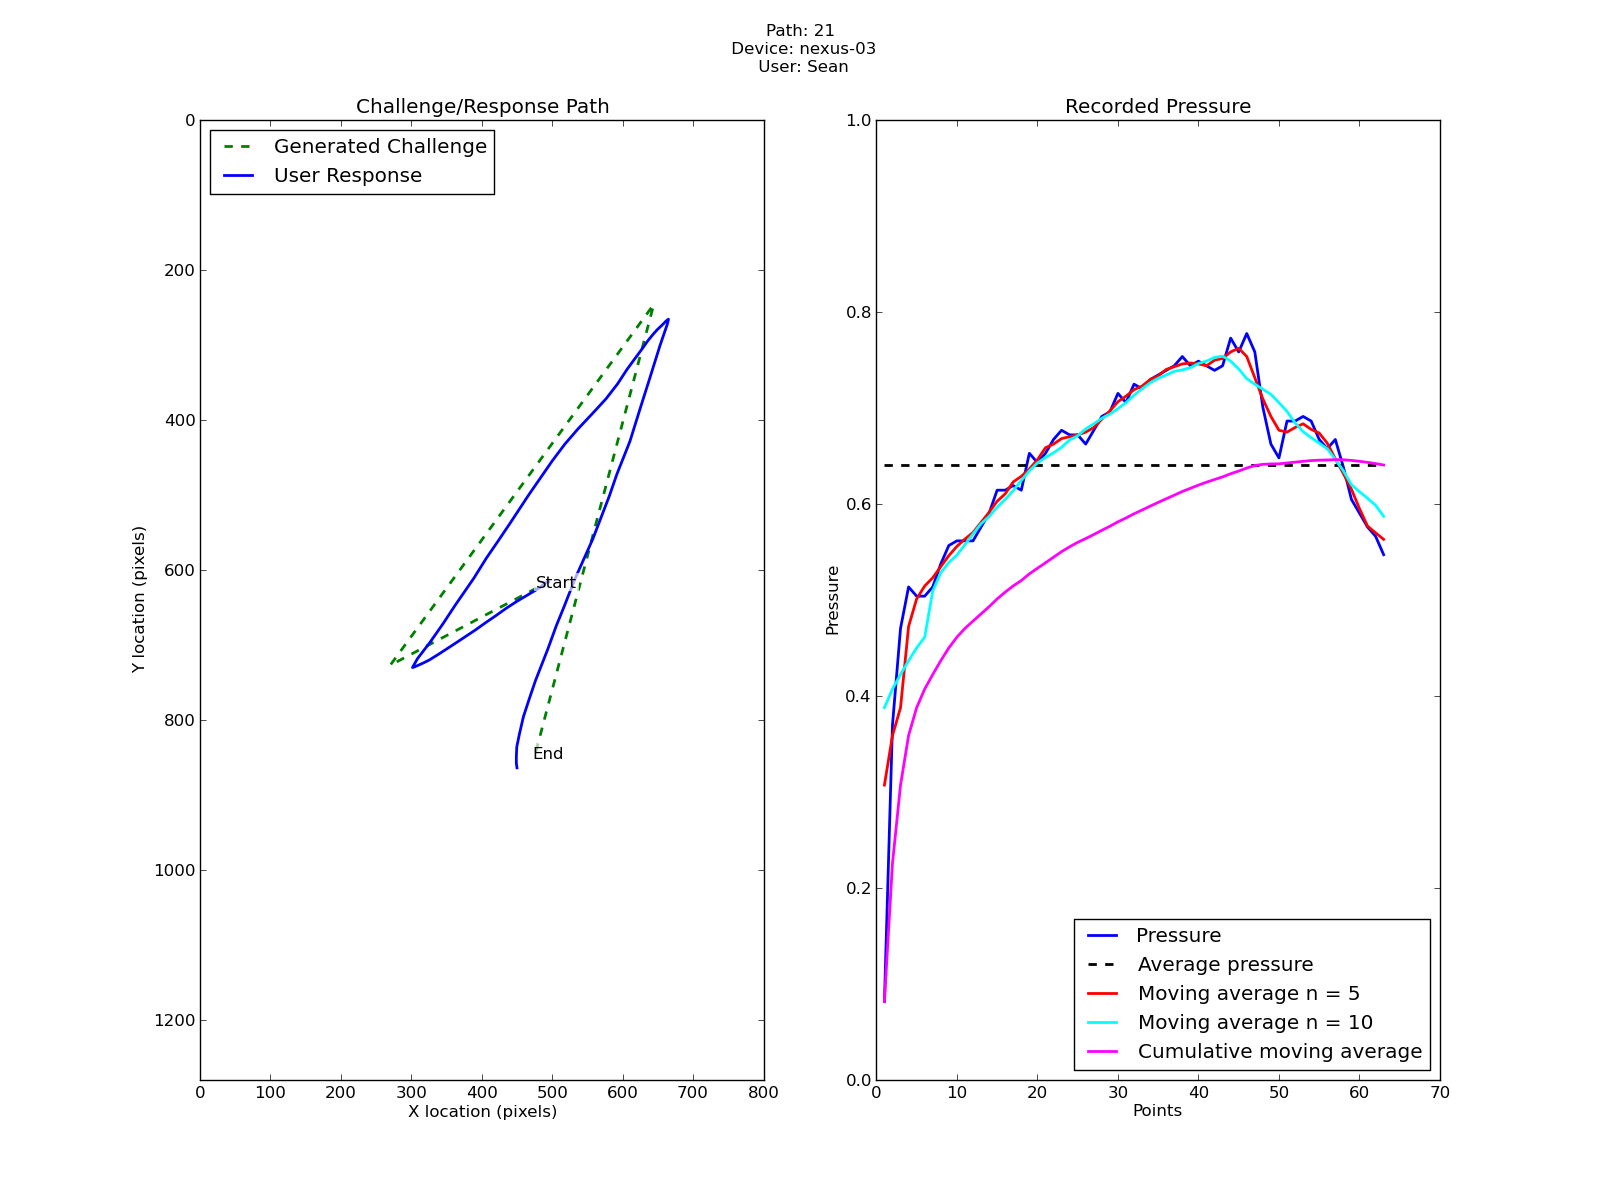 Path: 21
Device: nexus-03
User: Sean
Challenge/Response Path
0
200
400
600
800
1000
1200
Y location (pixels)
Generated Challenge
User Response
Start
End
0 100 200 300 400 500 600 700 800
X location (pixels)
Recorded Pressure
1.0
0.8
0.6
0.4
0.2
0.0
Pressure
Pressure
Average pressure
Moving average n = 5
Moving average n = 10
Cumulative moving average
0 10 20 30 40 50 60 70
Points